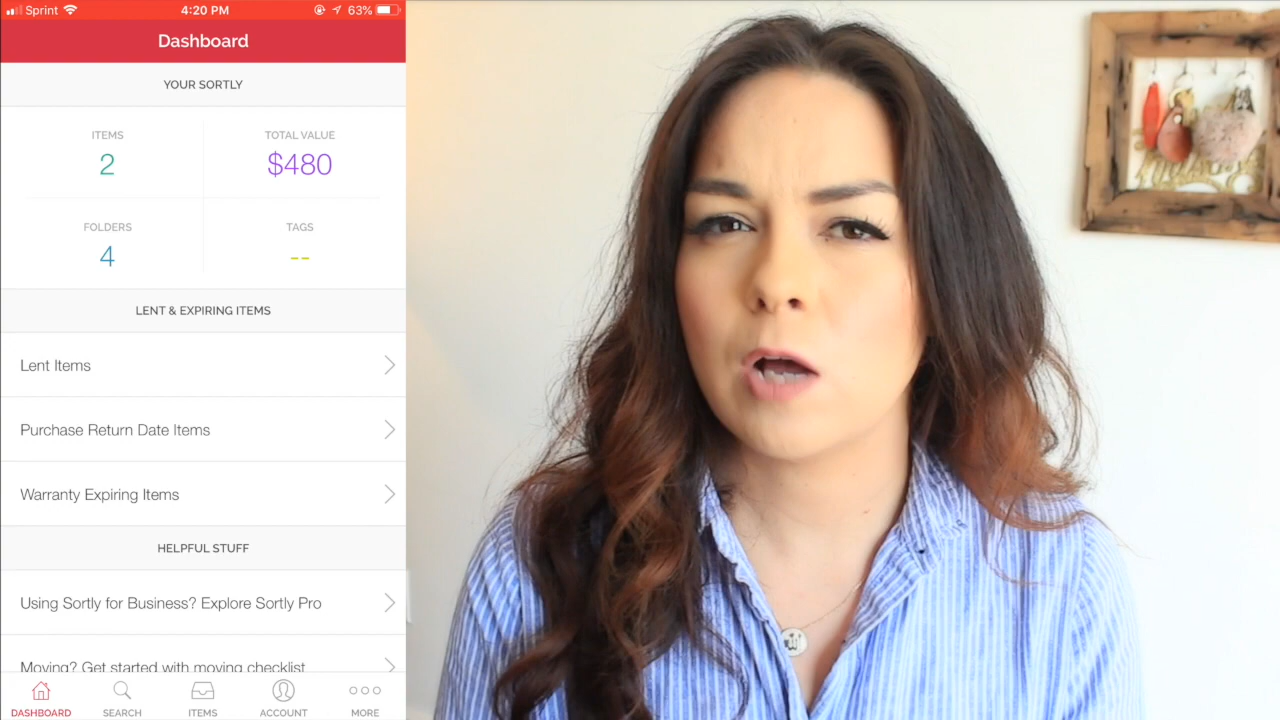 Sprint 4:20 PM 63%
Dashboard
YOUR SORTLY
ITEMS TOTAL VALUE
2 $480
FOLDERS TAGS
4 --
LENT & EXPIRING ITEMS
Lent Items
Purchase Return Date Items
Warranty Expiring Items
HELPFUL STUFF
Using Sortly for Business? Explore Sortly Pro
Moving? Get started with moving checklist
DASHBOARD SEARCH ITEMS ACCOUNT MORE